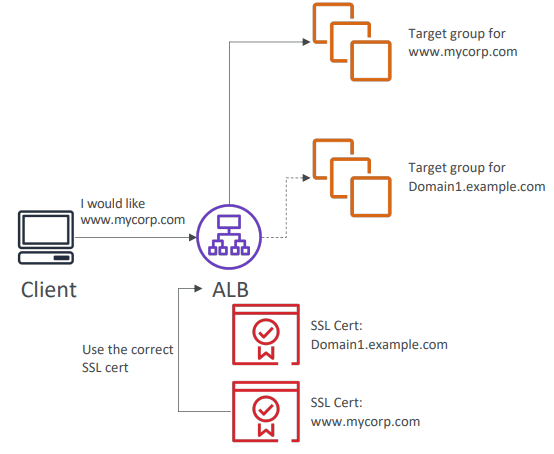 Target group for
www.mycorp.com
Target group for
Domain1.example.com
I would like
www.mycorp.com
Client
ALB
SSL Cert:
Domain1.example.com
Use the correct
SSL cert
SSL Cert:
www.mycorp.com